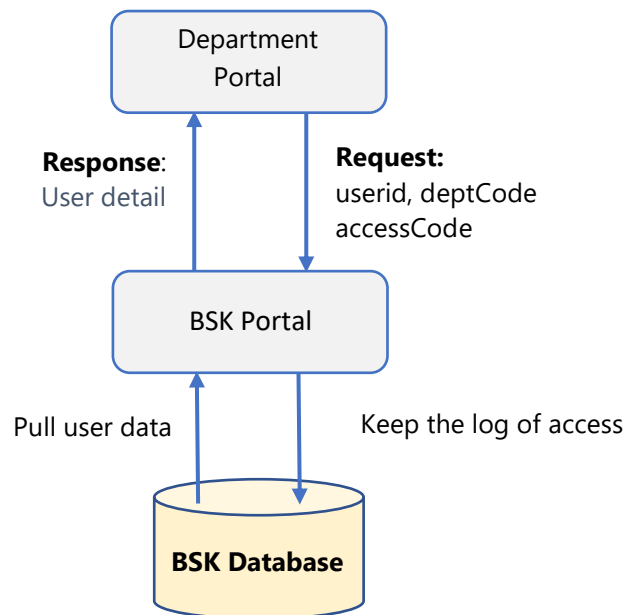 Department
Portal
Response:
User detail
Request:
userid, deptCode
accessCode
BSK Portal
Pull user data
Keep the log of access
BSK Database